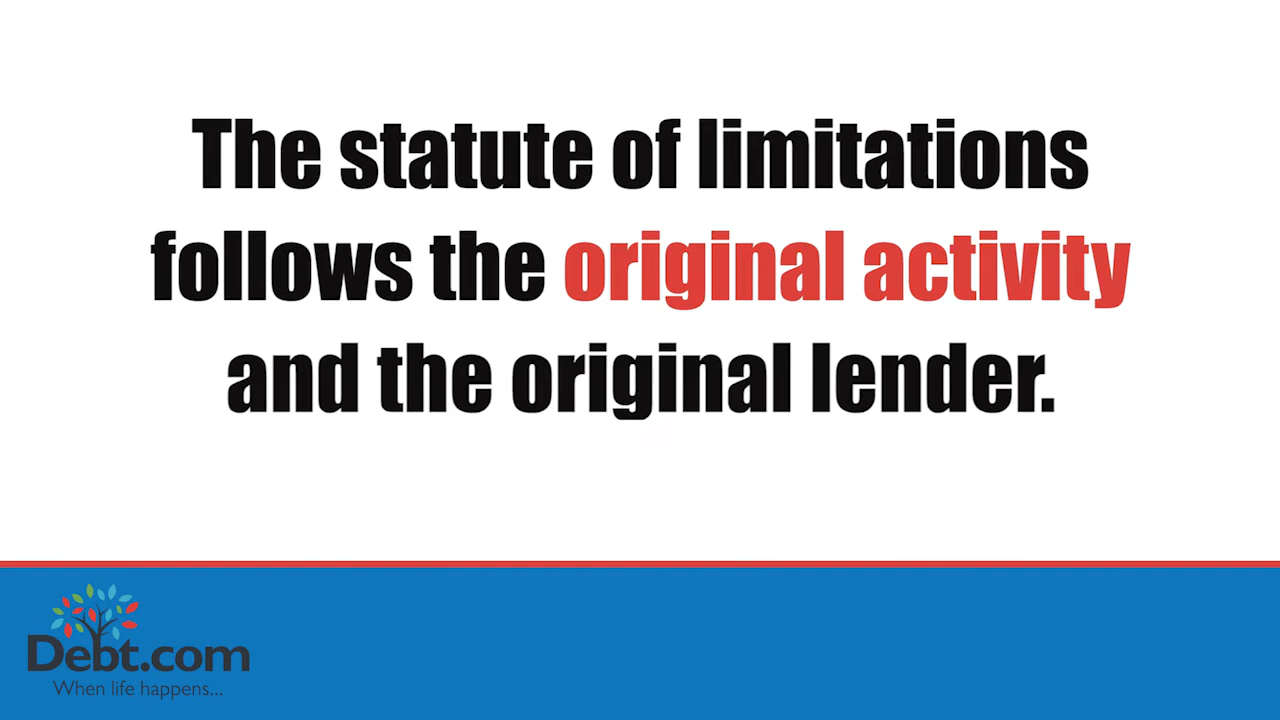 The statute of limitations
follows the original activity
and the original lender.
Debt.com
When life happens...